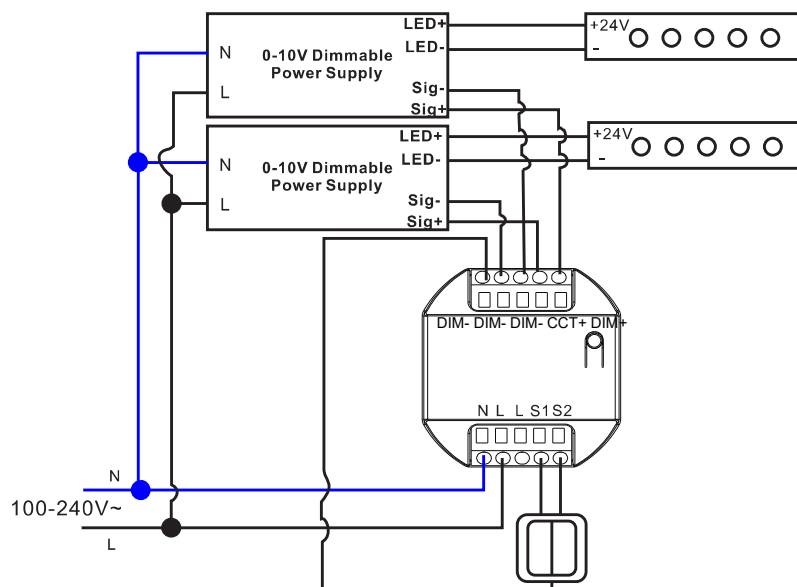 LED+
+24V
N
0-10V Dimmable
Power Supply
LED-
-
L
Sig-
Sig+
LED+
+24V
N
0-10V Dimmable
Power Supply
LED-
-
L
Sig-
Sig+
DIM- DIM- DIM- CCT+ DIM+
N L L S1 S2
N
100-240V~
L